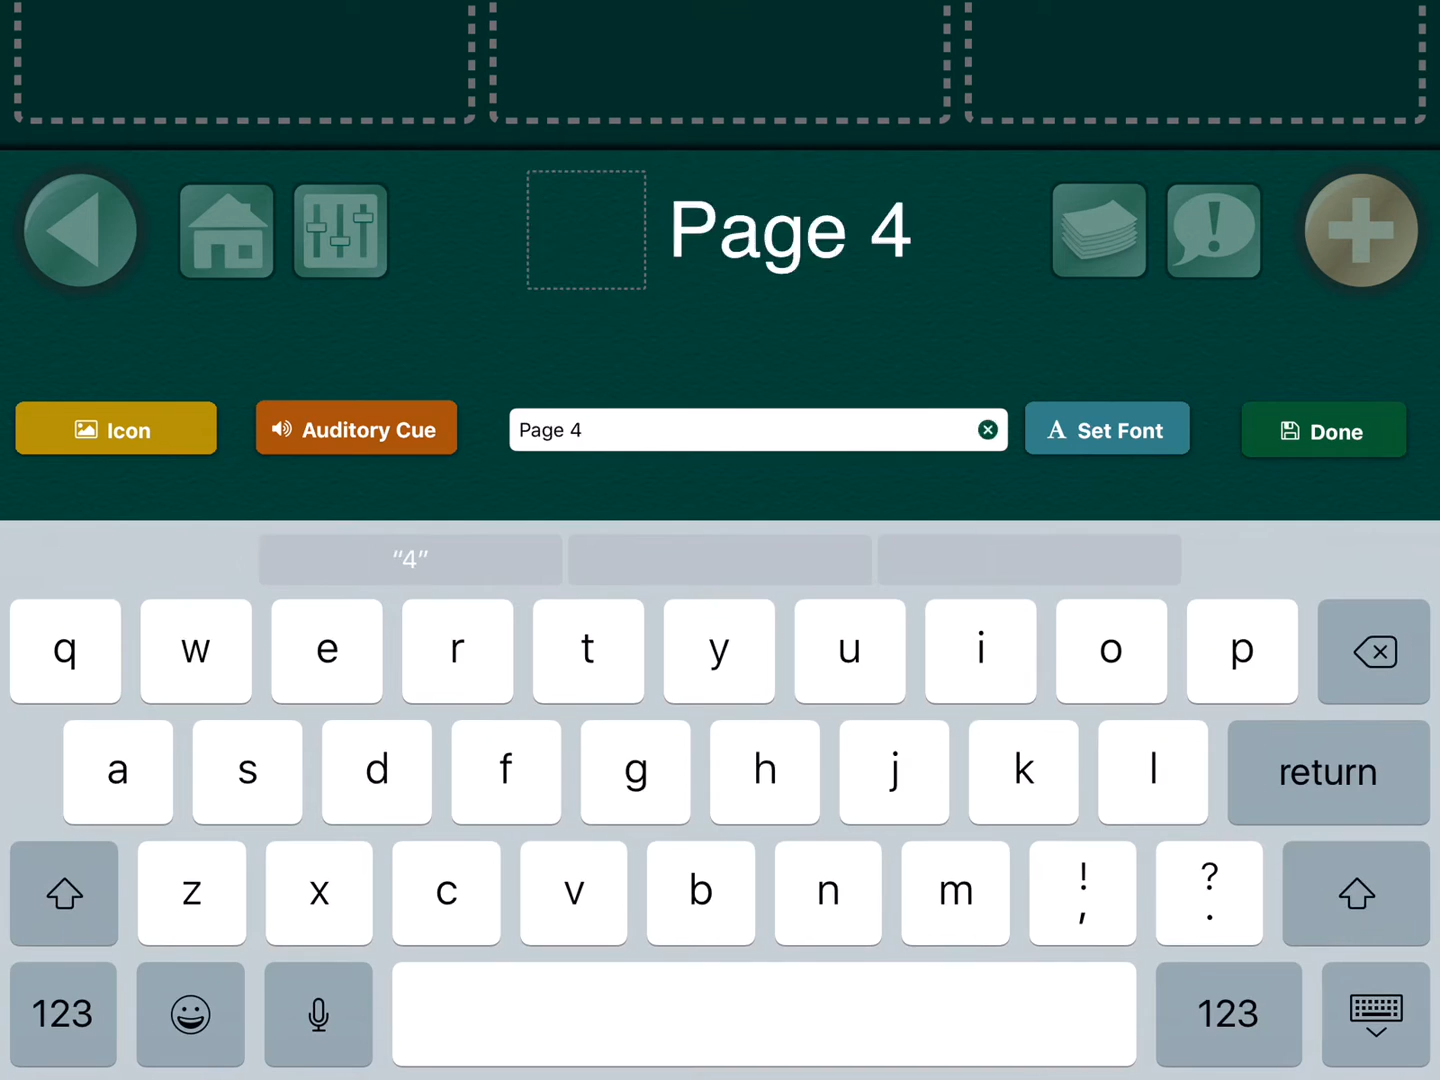 Page 4
Icon
Auditory Cue
Page 4
A Set Font
Done
“4”
q w e r t y u i o p
a s d f g h j k l return
z x c v b n m ! , ? .
123 123